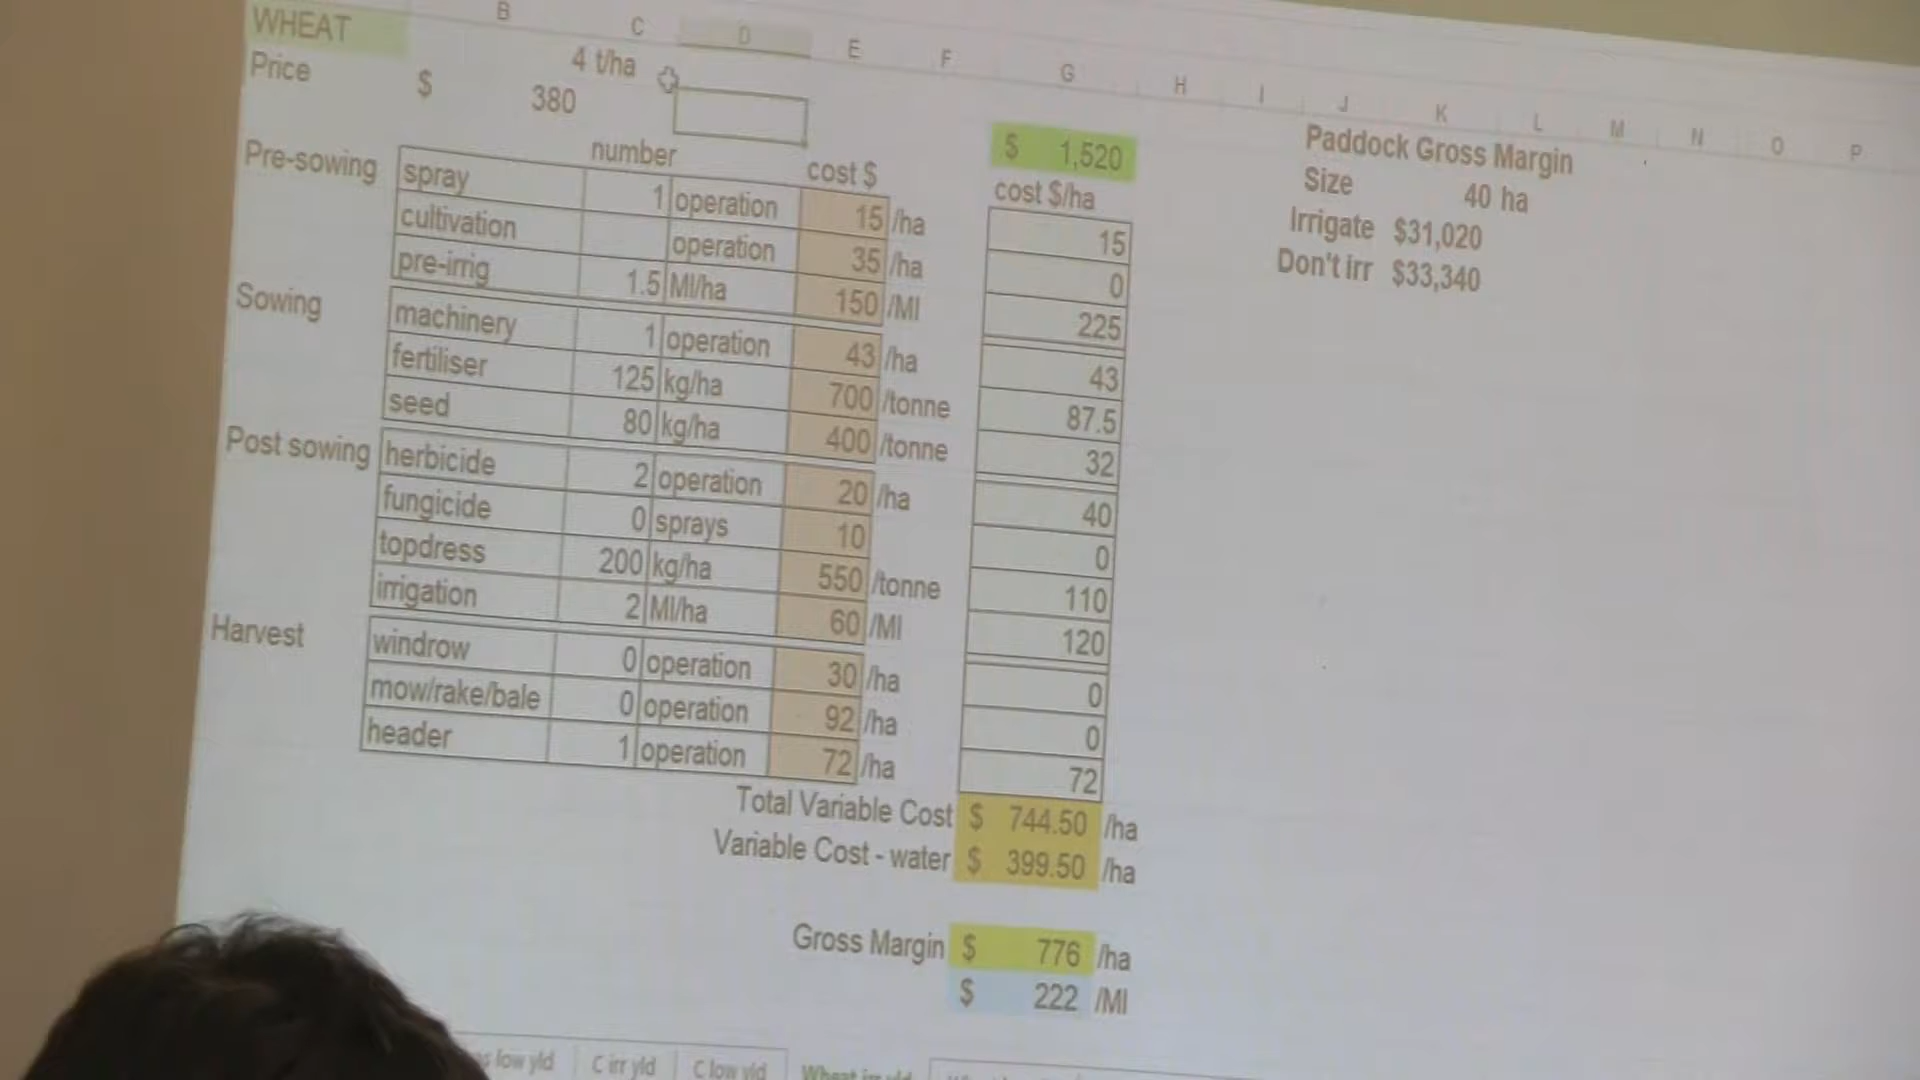 B C D E F G H I J K L M N O P
WHEAT 4 t/ha
Price $ 380
$ 1,520
number cost $ cost $/ha
Pre-sowing spray 1 operation 15 /ha 15
cultivation operation 35 /ha 0
pre-irrig 1.5 Ml/ha 150 /Ml 225
Sowing machinery 1 operation 43 /ha 43
fertiliser 125 kg/ha 700 /tonne 87.5
seed 80 kg/ha 400 /tonne 32
Post sowing herbicide 2 operation 20 /ha 40
fungicide 0 sprays 10 0
topdress 200 kg/ha 550 /tonne 110
irrigation 2 Ml/ha 60 /Ml 120
Harvest windrow 0 operation 30 /ha 0
mow/rake/bale 0 operation 92 /ha 0
header 1 operation 72 /ha 72
Total Variable Cost $ 744.50 /ha
Variable Cost - water $ 399.50 /ha
Gross Margin $ 776 /ha
$ 222 /Ml
Paddock Gross Margin
Size 40 ha
Irrigate $31,020
Don't irr $33,340
low yld C irr yld C low yld Wheat irr yld